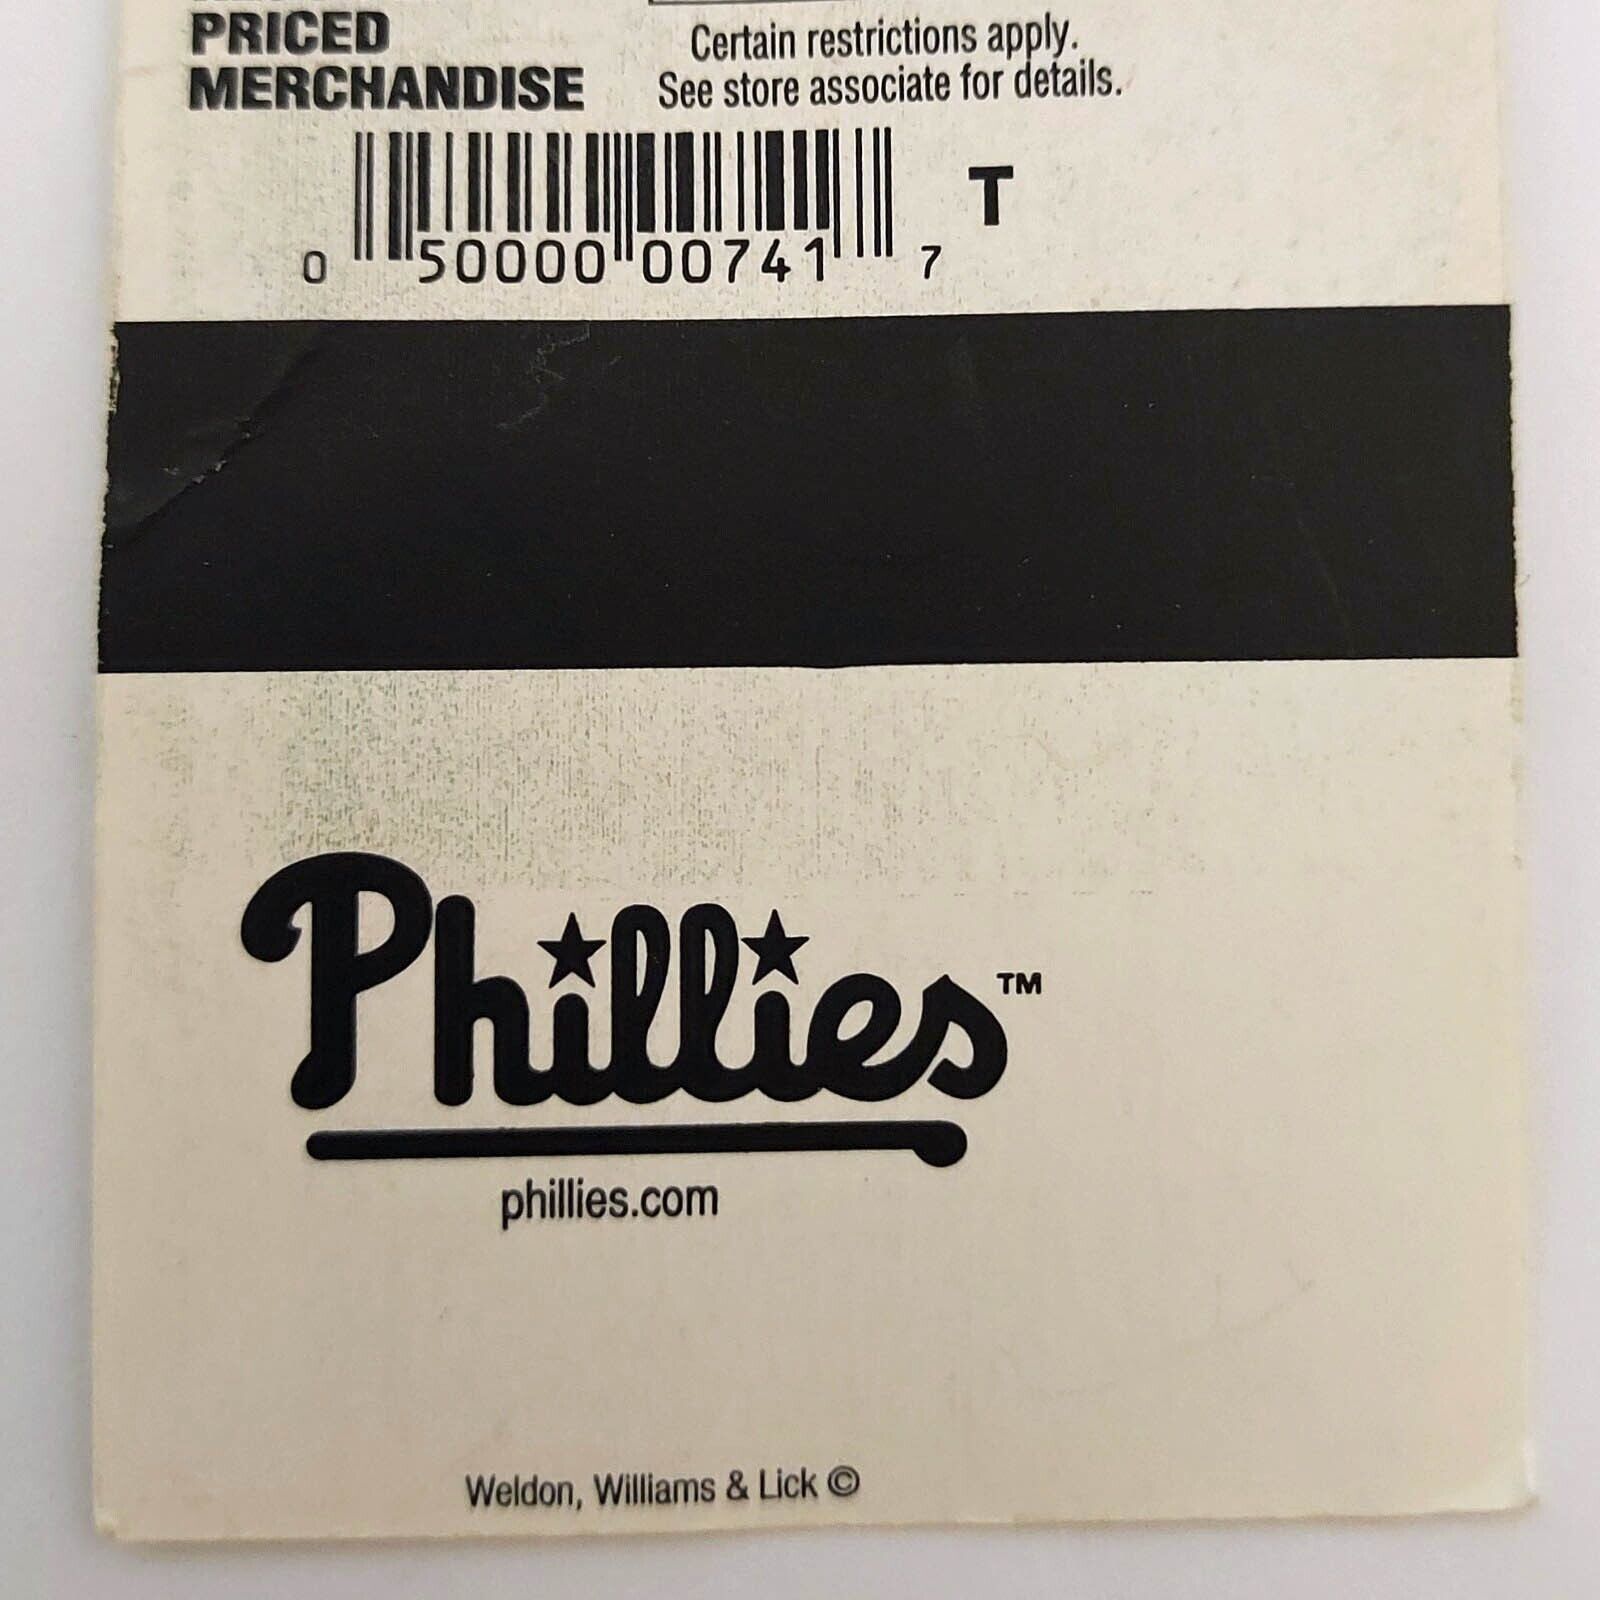 PRICED
MERCHANDISE
Certain restrictions apply.
See store associate for details.
0 50000 00741 7 T
Phillies™
phillies.com
Weldon, Williams & Lick ©